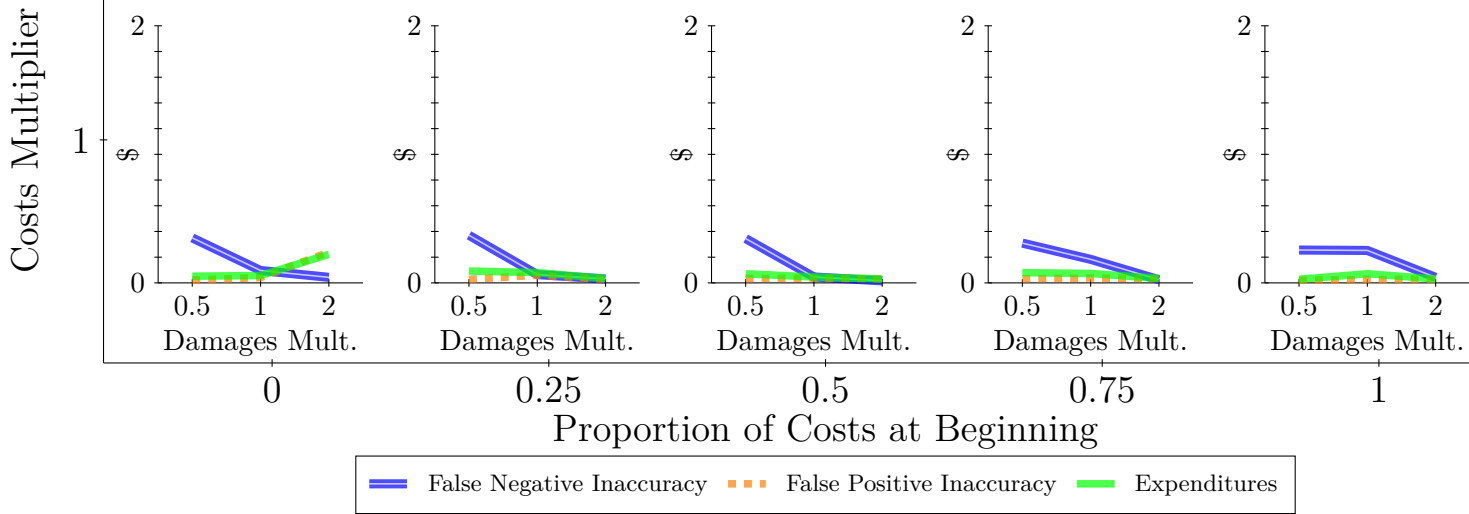 Costs Multiplier
1
2 2 2 2 2
$ $ $ $ $
0 0 0 0 0
0.5 1 2 0.5 1 2 0.5 1 2 0.5 1 2 0.5 1 2
Damages Mult. Damages Mult. Damages Mult. Damages Mult. Damages Mult.
0 0.25 0.5 0.75 1
Proportion of Costs at Beginning
False Negative Inaccuracy False Positive Inaccuracy Expenditures